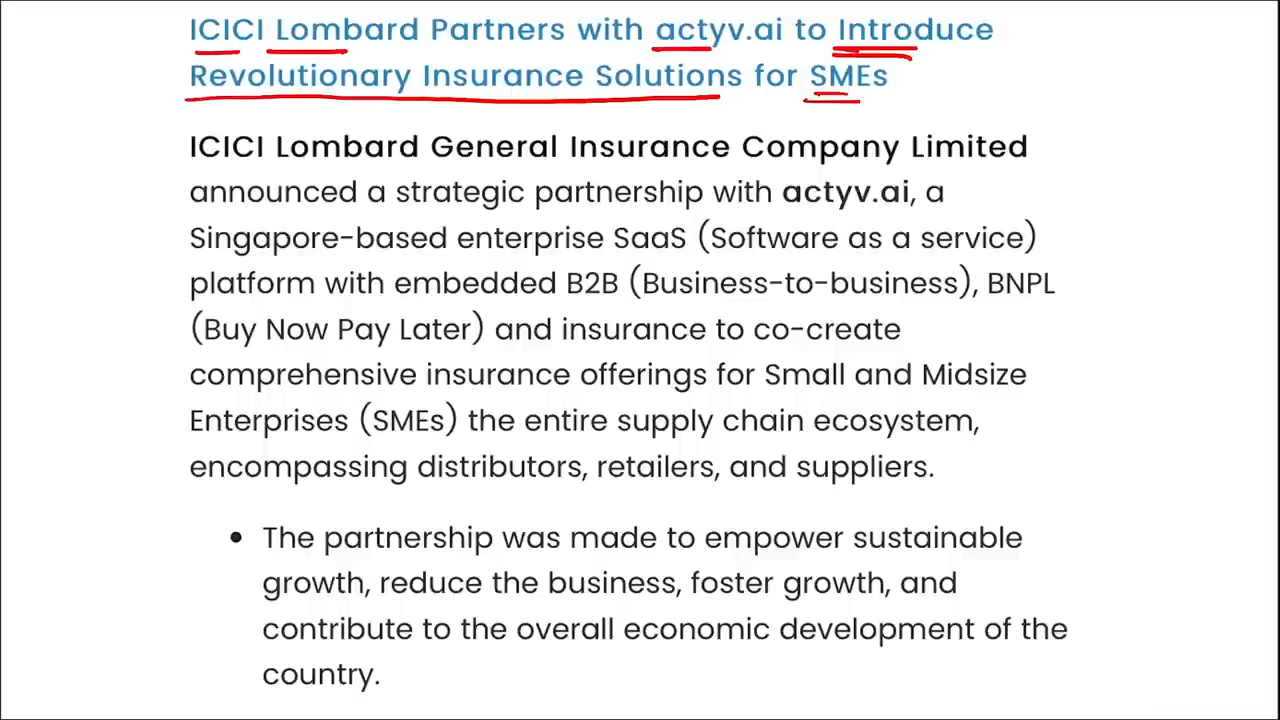 ICICI Lombard Partners with actyv.ai to Introduce
Revolutionary Insurance Solutions for SMEs
ICICI Lombard General Insurance Company Limited
announced a strategic partnership with actyv.ai, a
Singapore-based enterprise SaaS (Software as a service)
platform with embedded B2B (Business-to-business), BNPL
(Buy Now Pay Later) and insurance to co-create
comprehensive insurance offerings for Small and Midsize
Enterprises (SMEs) the entire supply chain ecosystem,
encompassing distributors, retailers, and suppliers.
• The partnership was made to empower sustainable
growth, reduce the business, foster growth, and
contribute to the overall economic development of the
country.